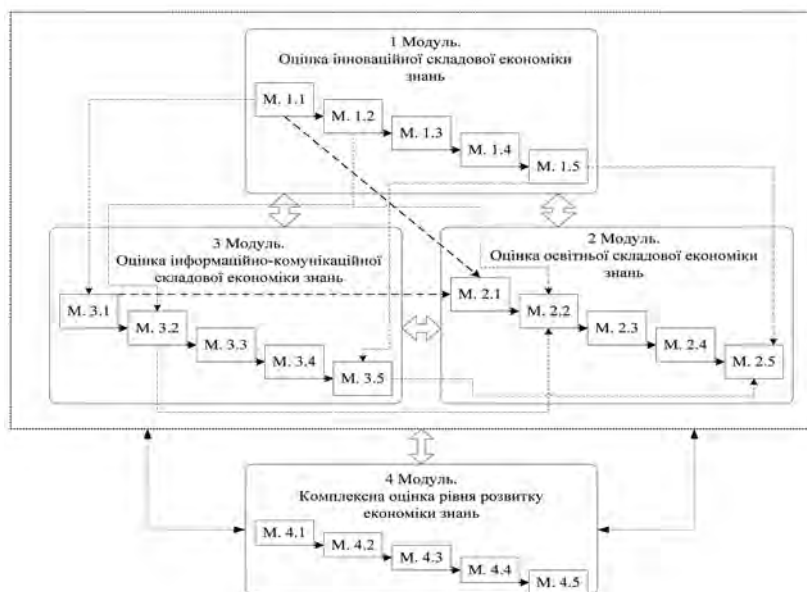 1 Модуль.
Оцінка інноваційної складової економіки
знань
М. 1.1
М. 1.2
М. 1.3
М. 1.4
М. 1.5
3 Модуль.
Оцінка інформаційно-комунікаційної
складової економіки знань
М. 3.1
М. 3.2
М. 3.3
М. 3.4
М. 3.5
2 Модуль.
Оцінка освітньої складової економіки
знань
М. 2.1
М. 2.2
М. 2.3
М. 2.4
М. 2.5
4 Модуль.
Комплексна оцінка рівня розвитку
економіки знань
М. 4.1
М. 4.2
М. 4.3
М. 4.4
М. 4.5